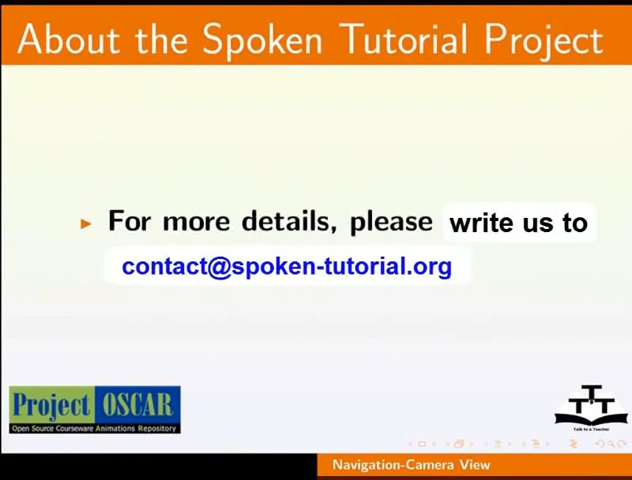 About the Spoken Tutorial Project
For more details, please write us to
contact@spoken-tutorial.org
Project OSCAR
Open Source Courseware Animations Repository
TTT
Talk to a Teacher
Navigation-Camera View